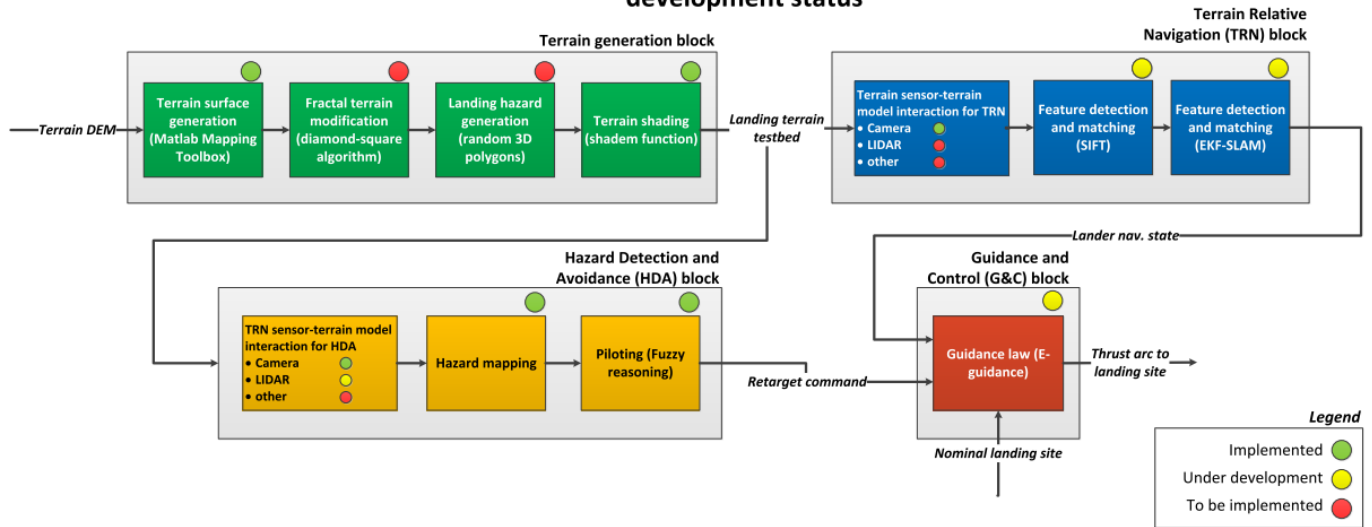 development status
Terrain generation block
Terrain Relative
Navigation (TRN) block
Terrain DEM
Terrain surface
generation
(Matlab Mapping
Toolbox)
Fractal terrain
modification
(diamond-square
algorithm)
Landing hazard
generation
(random 3D
polygons)
Terrain shading
(shadem function)
Landing terrain
testbed
Terrain sensor-terrain
model interaction for TRN
• Camera
• LIDAR
• other
Feature detection
and matching
(SIFT)
Feature detection
and matching
(EKF-SLAM)
Lander nav. state
Hazard Detection and
Avoidance (HDA) block
Guidance and
Control (G&C) block
TRN sensor-terrain model
interaction for HDA
• Camera
• LIDAR
• other
Hazard mapping
Piloting (Fuzzy
reasoning)
Retarget command
Guidance law (E-
guidance)
Thrust arc to
landing site
Nominal landing site
Legend
Implemented
Under development
To be implemented